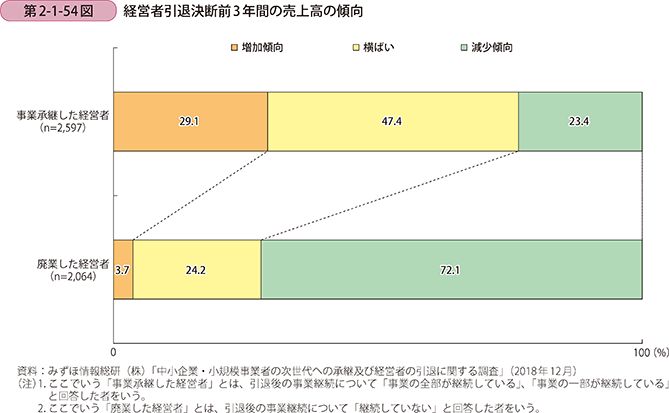 第2-1-54図 経営者引退決断前3年間の売上高の傾向
増加傾向 横ばい 減少傾向
事業承継した経営者
(n=2,597)
29.1 47.4 23.4
廃業した経営者
(n=2,064)
3.7 24.2 72.1
0 100 (%)
資料:みずほ情報総研(株)「中小企業・小規模事業者の次世代への承継及び経営者の引退に関する調査」(2018年12月)
(注)1. ここでいう「事業承継した経営者」とは、引退後の事業継続について「事業の全部が継続している」、「事業の一部が継続している」
と回答した者をいう。
2. ここでいう「廃業した経営者」とは、引退後の事業継続について「継続していない」と回答した者をいう。